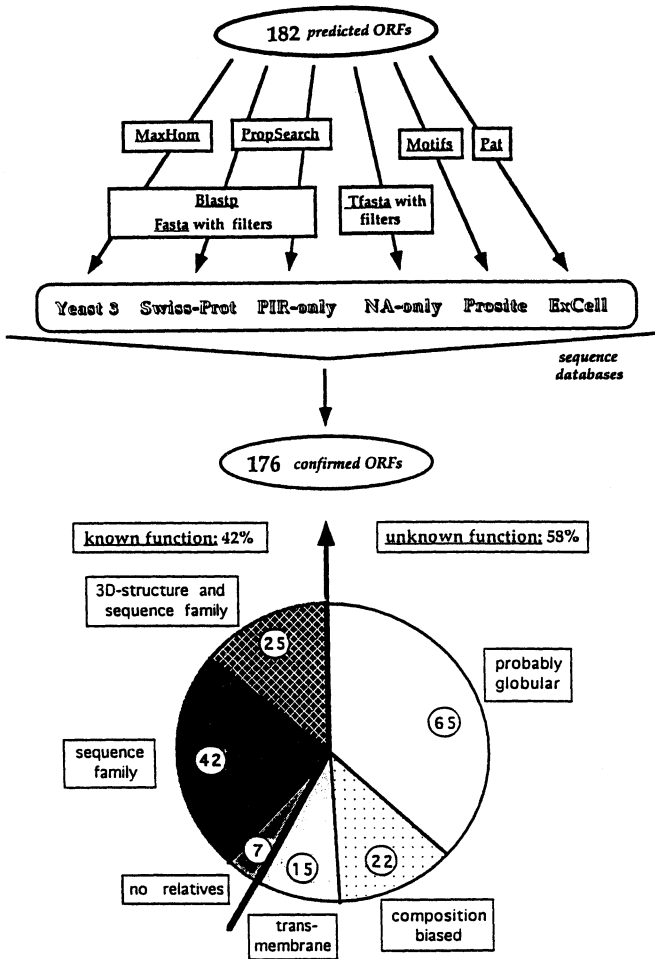 182 predicted ORFs
MaxHom
PropSearch
Motifs
Pat
Blastp
Fasta with filters
Tfasta with
filters
Yeast 3 Swiss-Prot PIR-only NA-only Prosite ExCell
sequence
databases
176 confirmed ORFs
known function: 42%
unknown function: 58%
3D-structure and
sequence family
25
probably
globular
65
sequence
family
42
7
15
22
no relatives
trans-
membrane
composition
biased